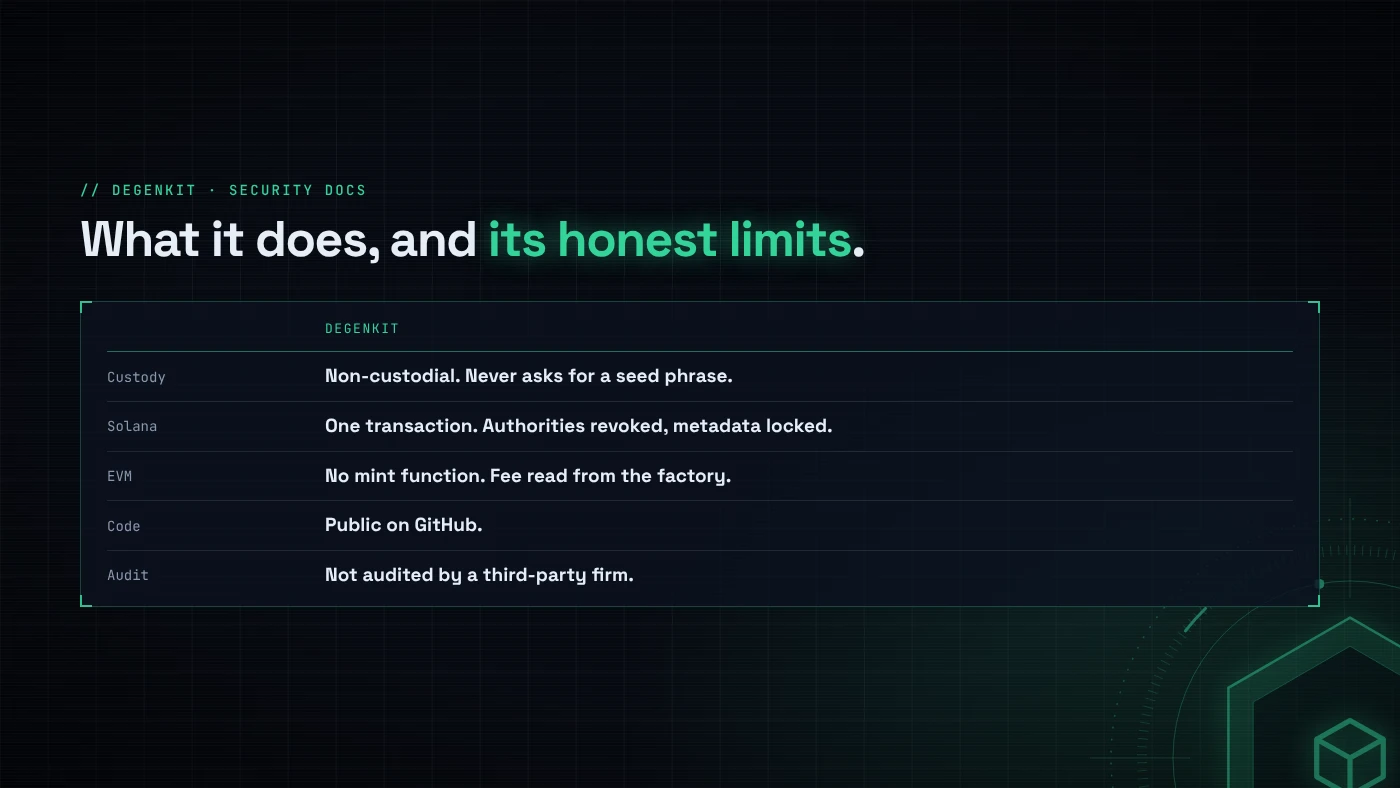 // DEGENKIT · SECURITY DOCS
What it does, and its honest limits.
DEGENKIT
Custody Non-custodial. Never asks for a seed phrase.
Solana One transaction. Authorities revoked, metadata locked.
EVM No mint function. Fee read from the factory.
Code Public on GitHub.
Audit Not audited by a third-party firm.